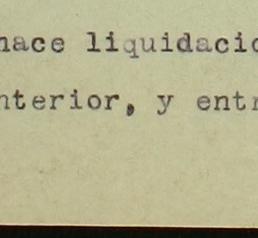 hace liquidacio
nterior, y entr